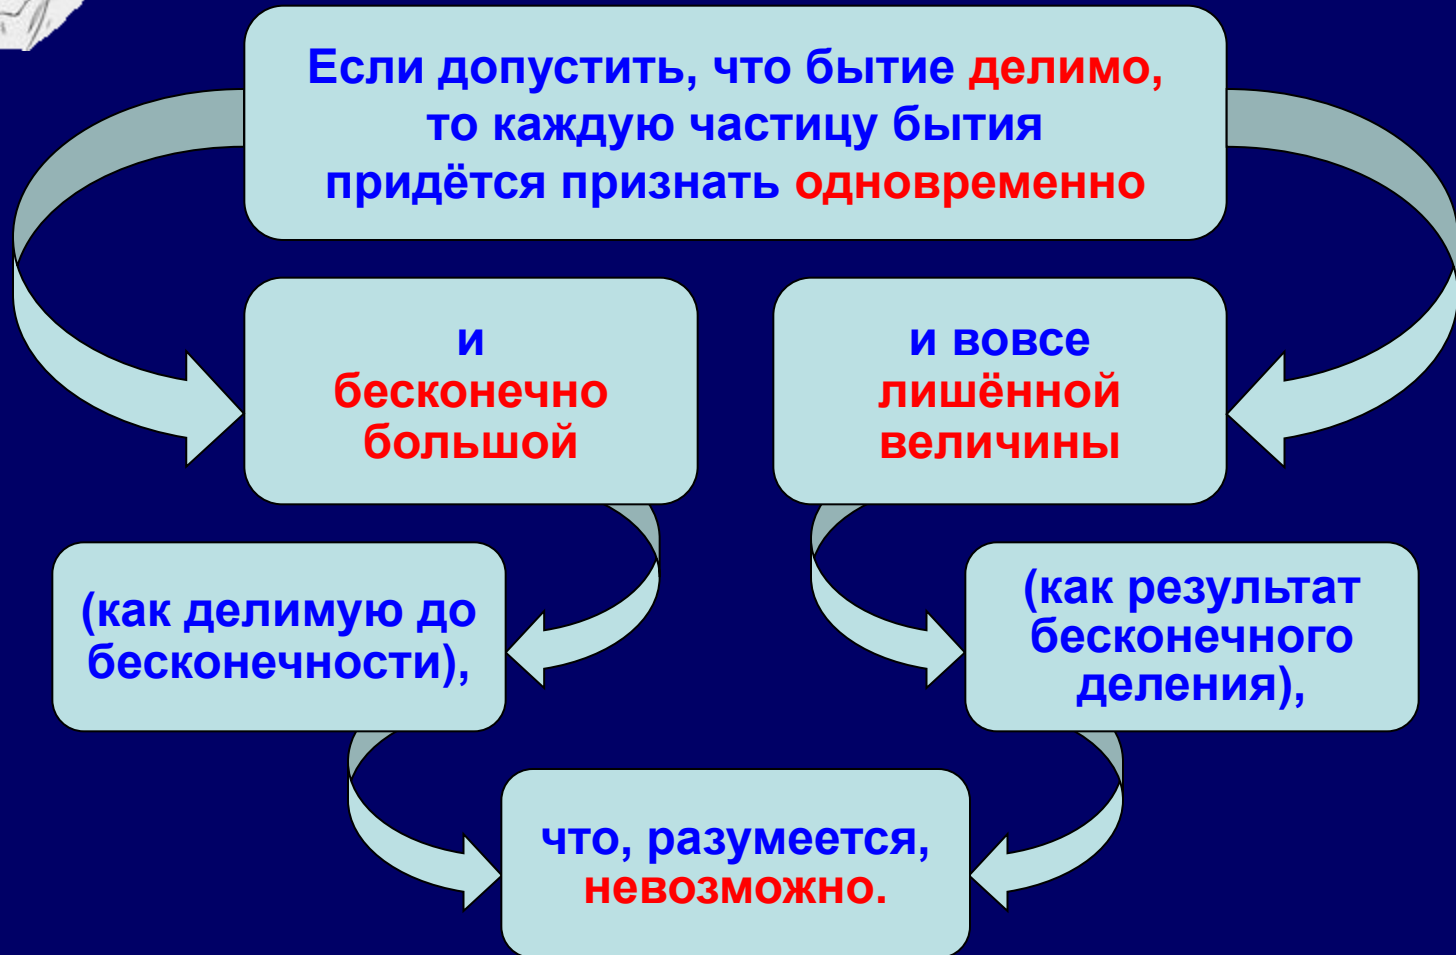 Если допустить, что бытие делимо,
то каждую частицу бытия
придётся признать одновременно
и
бесконечно
большой
и вовсе
лишённой
величины
(как делимую до
бесконечности),
(как результат
бесконечного
деления),
что, разумеется,
невозможно.